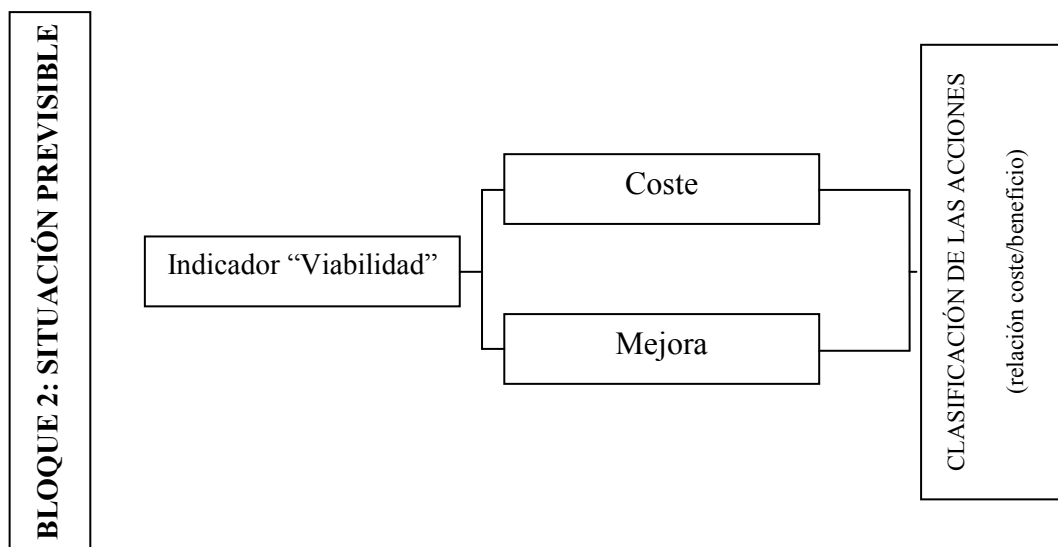 BLOQUE 2: SITUACIÓN PREVISIBLE
Indicador “Viabilidad”
Coste
Mejora
CLASIFICACIÓN DE LAS ACCIONES
(relación coste/beneficio)